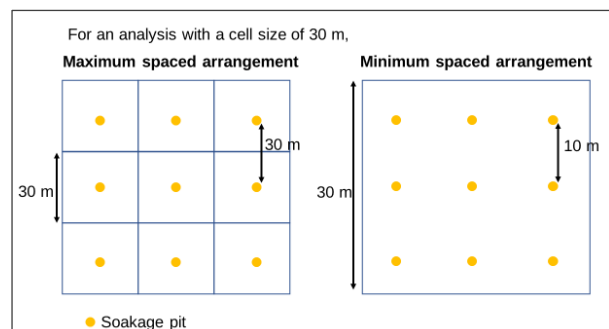 For an analysis with a cell size of 30 m,
Maximum spaced arrangement
Minimum spaced arrangement
30 m
30 m
10 m
30 m
Soakage pit